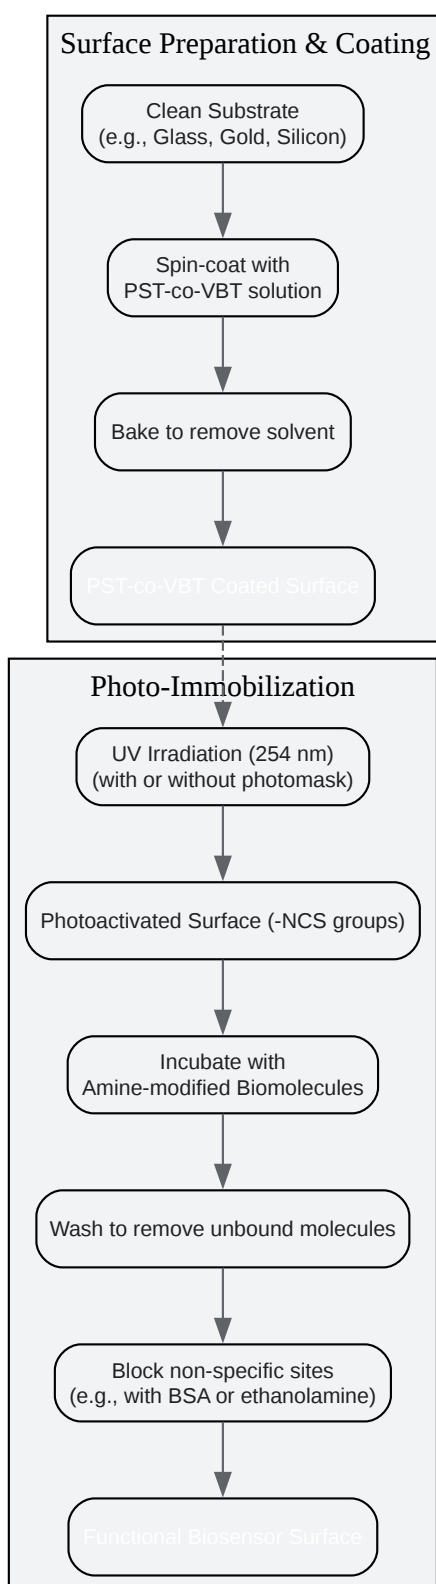 Surface Preparation & Coating
Clean Substrate
(e.g., Glass, Gold, Silicon)
Spin-coat with
PST-co-VBT solution
Bake to remove solvent
PST-co-VBT Coated Surface
Photo-Immobilization
UV Irradiation (254 nm)
(with or without photomask)
Photoactivated Surface (-NCS groups)
Incubate with
Amine-modified Biomolecules
Wash to remove unbound molecules
Block non-specific sites
(e.g., with BSA or ethanolamine)
Functional Biosensor Surface